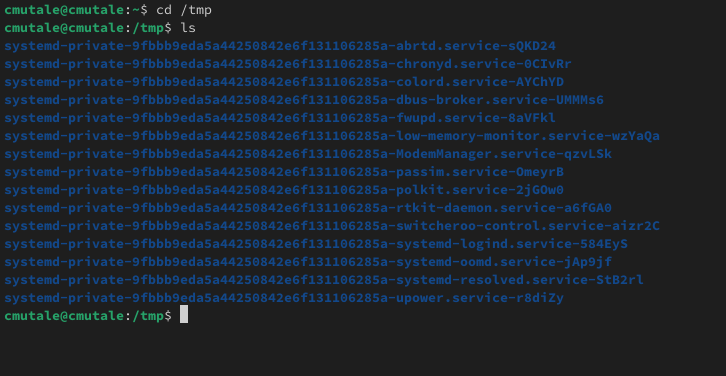 cmutale@cmutale:~$ cd /tmp
cmutale@cmutale:/tmp$ ls
systemd-private-9fbbb9eda5a44250842e6f131106285a-abrtd.service-sQKD24
systemd-private-9fbbb9eda5a44250842e6f131106285a-chronyd.service-0CIvRr
systemd-private-9fbbb9eda5a44250842e6f131106285a-colord.service-AYChYD
systemd-private-9fbbb9eda5a44250842e6f131106285a-dbus-broker.service-UMMMs6
systemd-private-9fbbb9eda5a44250842e6f131106285a-fwupd.service-8aVFkl
systemd-private-9fbbb9eda5a44250842e6f131106285a-low-memory-monitor.service-wzYaQa
systemd-private-9fbbb9eda5a44250842e6f131106285a-ModemManager.service-qzvLSk
systemd-private-9fbbb9eda5a44250842e6f131106285a-passim.service-OmeyrB
systemd-private-9fbbb9eda5a44250842e6f131106285a-polkit.service-2jGOw0
systemd-private-9fbbb9eda5a44250842e6f131106285a-rtkit-daemon.service-a6fGA0
systemd-private-9fbbb9eda5a44250842e6f131106285a-switcheroo-control.service-aizr2C
systemd-private-9fbbb9eda5a44250842e6f131106285a-systemd-logind.service-584EyS
systemd-private-9fbbb9eda5a44250842e6f131106285a-systemd-oomd.service-jAp9jf
systemd-private-9fbbb9eda5a44250842e6f131106285a-systemd-resolved.service-StB2rl
systemd-private-9fbbb9eda5a44250842e6f131106285a-upower.service-r8diZy
cmutale@cmutale:/tmp$